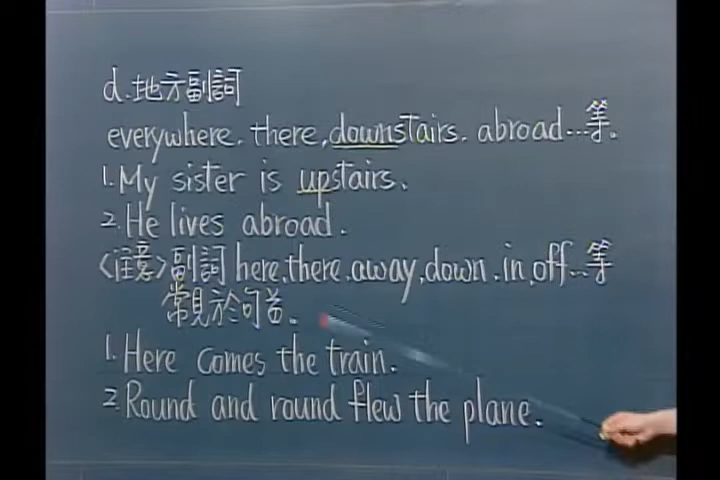 d.地方副詞
everywhere. there, downstairs. abroad...等。
1. My sister is upstairs.
2. He lives abroad.
〈注意〉副詞 here, there. away, down. in, off...等
常見於句首。
1. Here comes the train.
2. Round and round flew the plane.